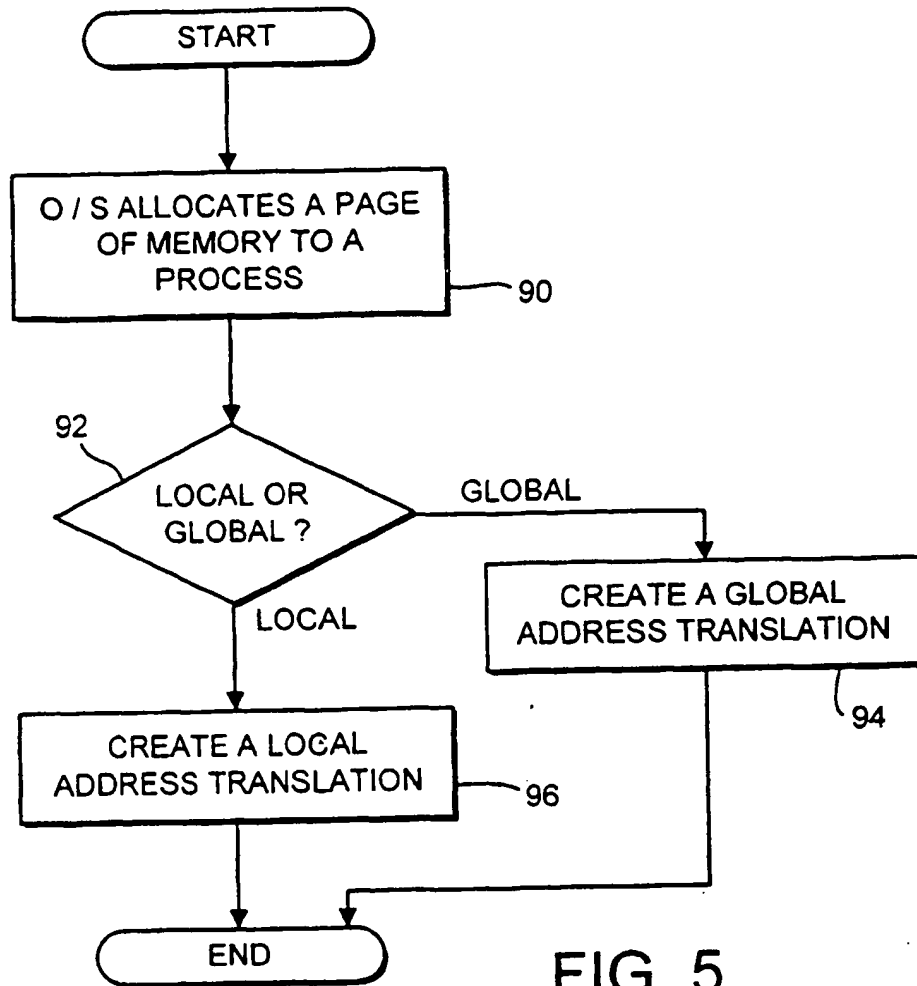 START
O / S ALLOCATES A PAGE
OF MEMORY TO A
PROCESS
90
92
LOCAL OR
GLOBAL ?
GLOBAL
LOCAL
CREATE A GLOBAL
ADDRESS TRANSLATION
94
CREATE A LOCAL
ADDRESS TRANSLATION
96
END
FIG. 5